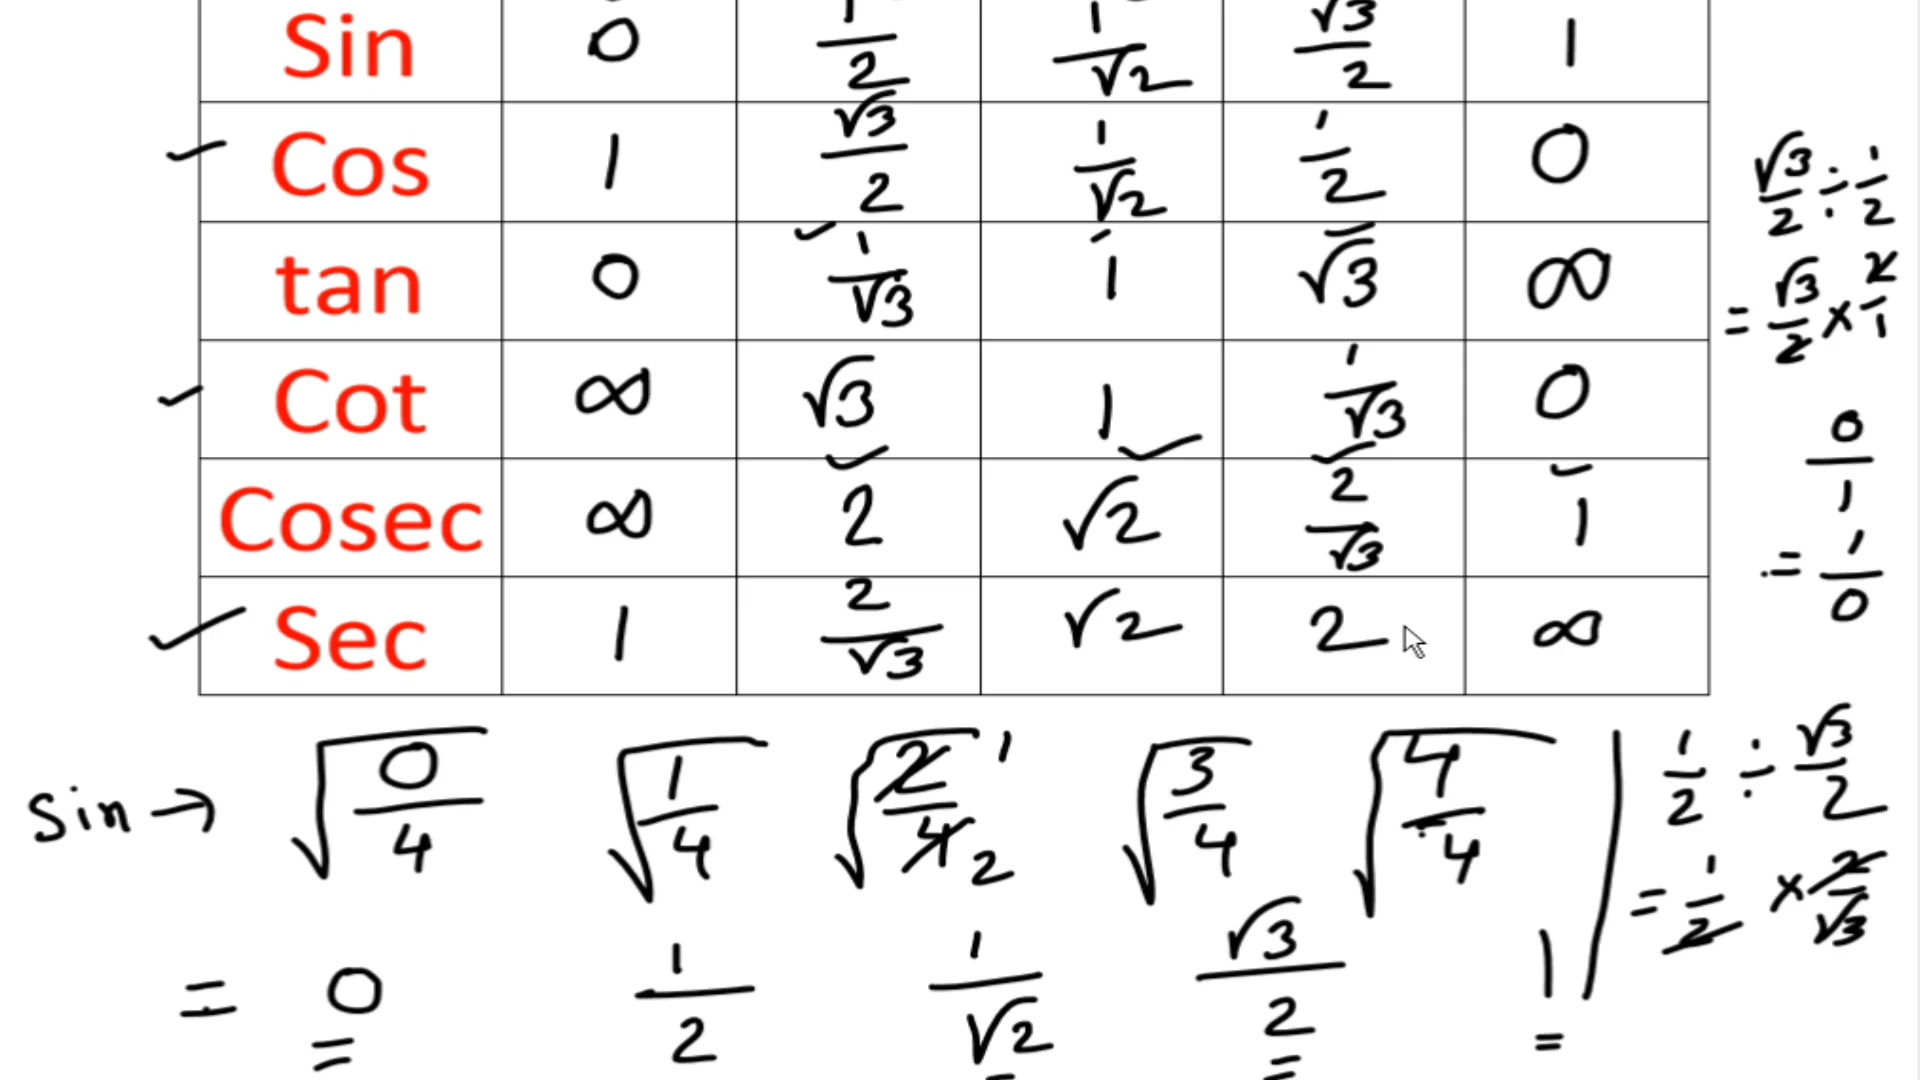 Sin 0 1/2 1/√2 √3/2 1
Cos 1 √3/2 1/√2 1/2 0
tan 0 1/√3 1 √3 ∞
Cot ∞ √3 1 1/√3 0
Cosec ∞ 2 √2 2/√3 1
Sec 1 2/√3 √2 2 ∞
√3/2 ÷ 1/2
= √3/2 × 2/1
0/1
= 1/0
Sin → √(0/4) √(1/4) √(2/4) 1 2 √(3/4) √(4/4)
= 0 1/2 1/√2 √3/2 1
= = = =
1/2 ÷ √3/2
= 1/2 × 2/√3